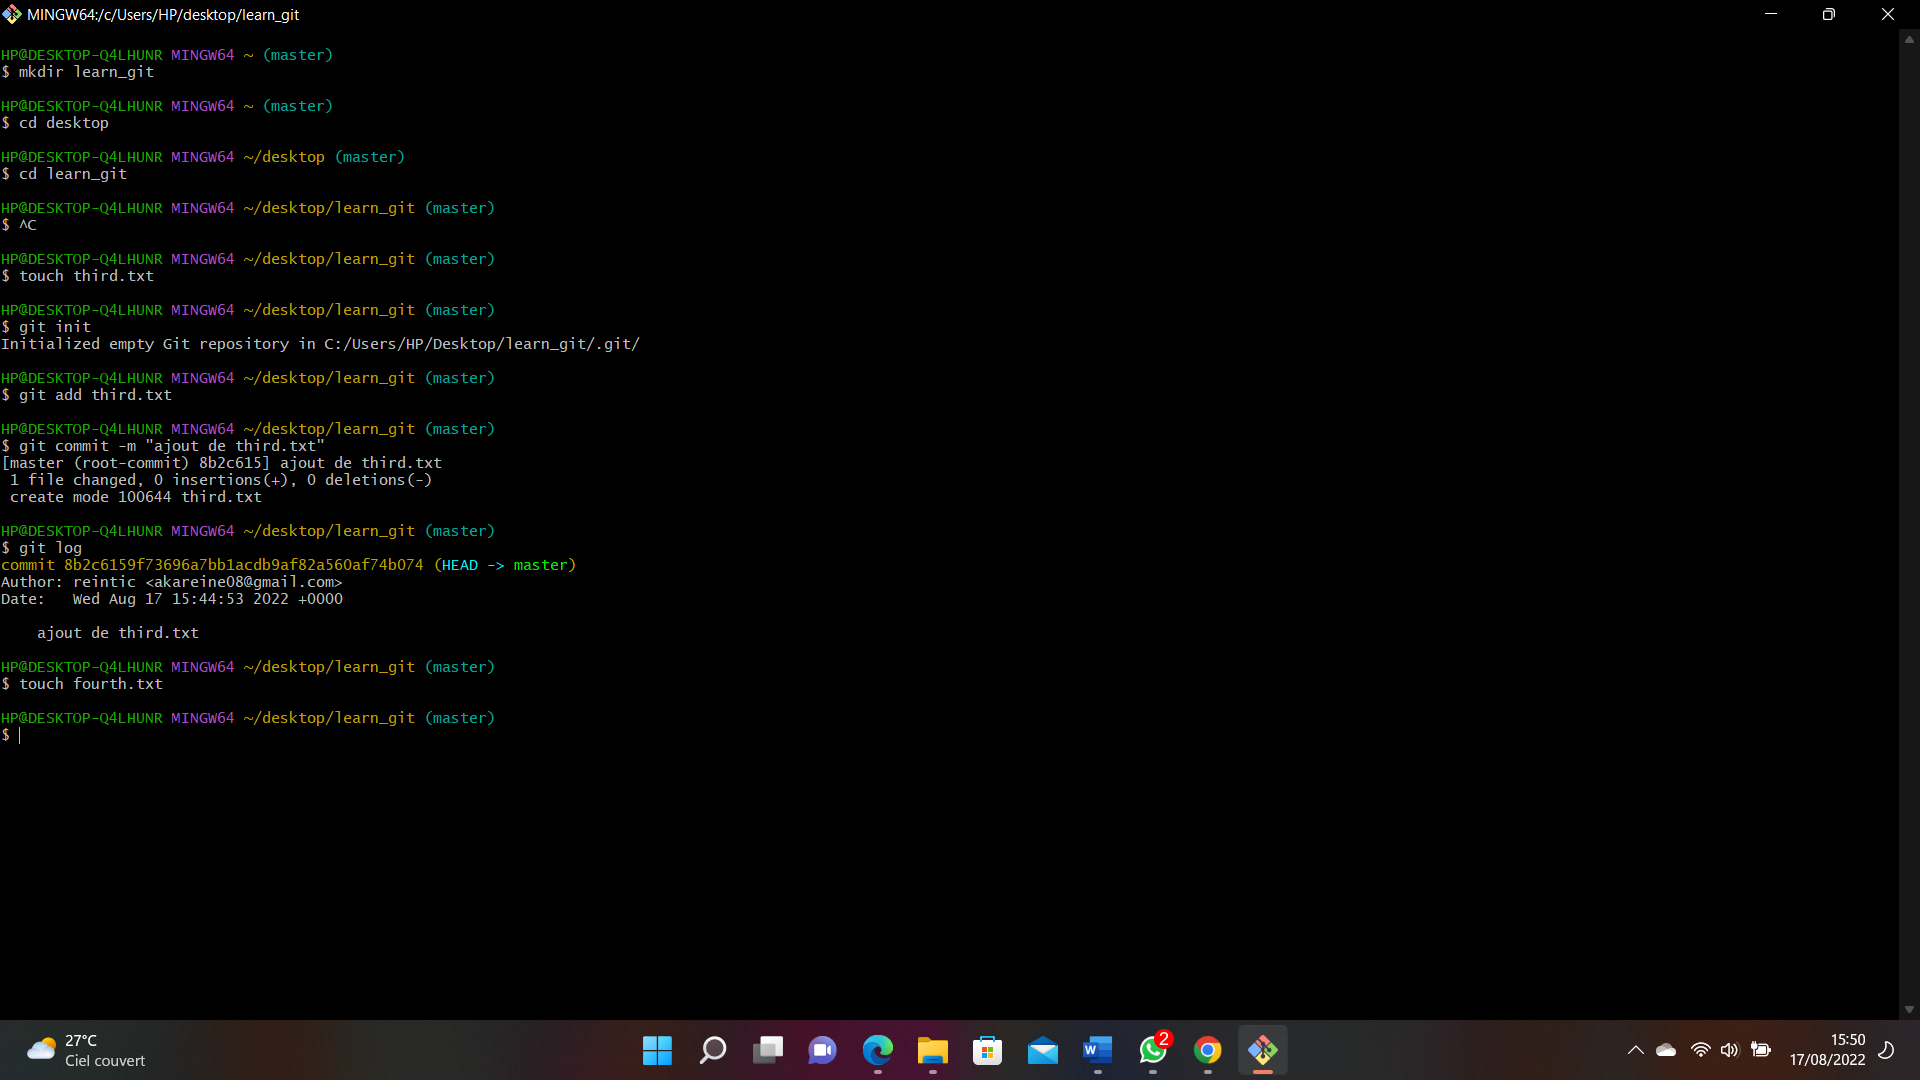 MINGW64:/c/Users/HP/desktop/learn_git
HP@DESKTOP-Q4LHUNR MINGW64 ~ (master)
$ mkdir learn_git
HP@DESKTOP-Q4LHUNR MINGW64 ~ (master)
$ cd desktop
HP@DESKTOP-Q4LHUNR MINGW64 ~/desktop (master)
$ cd learn_git
HP@DESKTOP-Q4LHUNR MINGW64 ~/desktop/learn_git (master)
$ ^C
HP@DESKTOP-Q4LHUNR MINGW64 ~/desktop/learn_git (master)
$ touch third.txt
HP@DESKTOP-Q4LHUNR MINGW64 ~/desktop/learn_git (master)
$ git init
Initialized empty Git repository in C:/Users/HP/Desktop/learn_git/.git/
HP@DESKTOP-Q4LHUNR MINGW64 ~/desktop/learn_git (master)
$ git add third.txt
HP@DESKTOP-Q4LHUNR MINGW64 ~/desktop/learn_git (master)
$ git commit -m "ajout de third.txt"
[master (root-commit) 8b2c615] ajout de third.txt
 1 file changed, 0 insertions(+), 0 deletions(-)
 create mode 100644 third.txt
HP@DESKTOP-Q4LHUNR MINGW64 ~/desktop/learn_git (master)
$ git log
commit 8b2c6159f73696a7bb1acdb9af82a560af74b074 (HEAD -> master)
Author: reintic <akareine08@gmail.com>
Date:   Wed Aug 17 15:44:53 2022 +0000
    ajout de third.txt
HP@DESKTOP-Q4LHUNR MINGW64 ~/desktop/learn_git (master)
$ touch fourth.txt
HP@DESKTOP-Q4LHUNR MINGW64 ~/desktop/learn_git (master)
$
27°C
Ciel couvert
W
2
15:50
17/08/2022